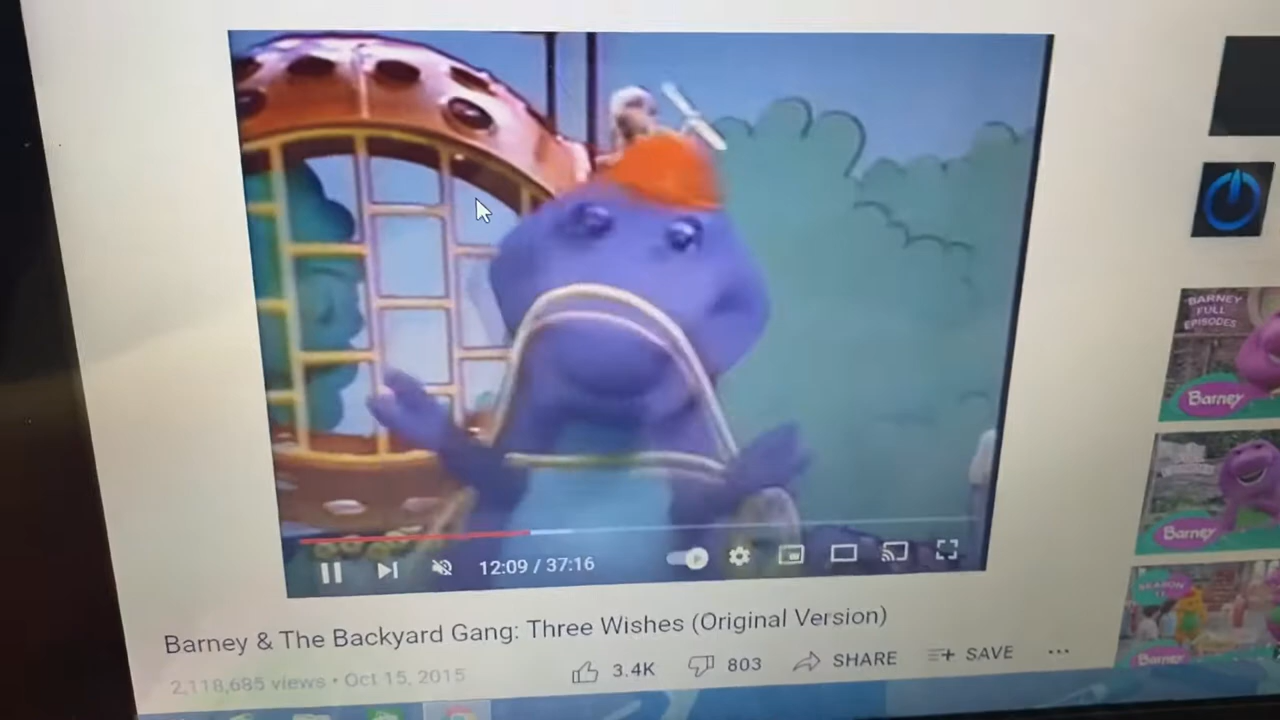 12:09 / 37:16
Barney & The Backyard Gang: Three Wishes (Original Version)
2,118,685 views • Oct 15, 2015
3.4K
803
SHARE
SAVE
BARNEY
FULL
EPISODES
Barney
Barney
SEASON
Barney